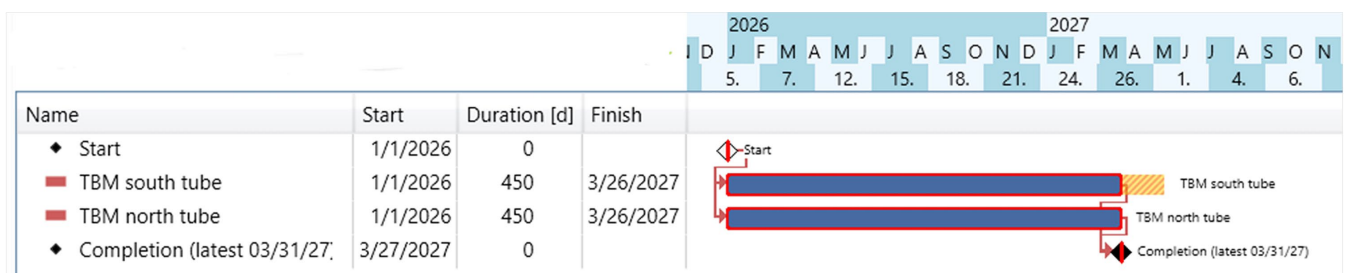 2026 2027
N D J F M A M J J A S O N D J F M A M J J A S O N
5. 7. 12. 15. 18. 21. 24. 26. 1. 4. 6.
Name Start Duration [d] Finish
Start 1/1/2026 0 Start
TBM south tube 1/1/2026 450 3/26/2027 TBM south tube
TBM north tube 1/1/2026 450 3/26/2027 TBM north tube
Completion (latest 03/31/27) 3/27/2027 0 Completion (latest 03/31/27)